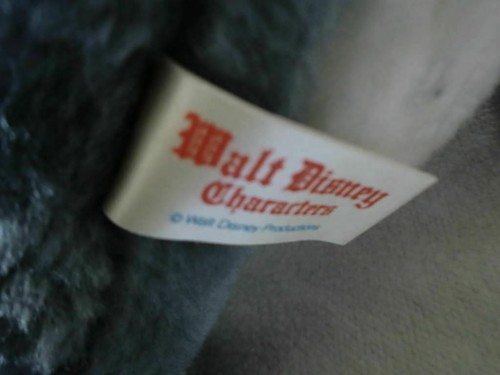 Walt Disney
Characters
© Walt Disney Productions